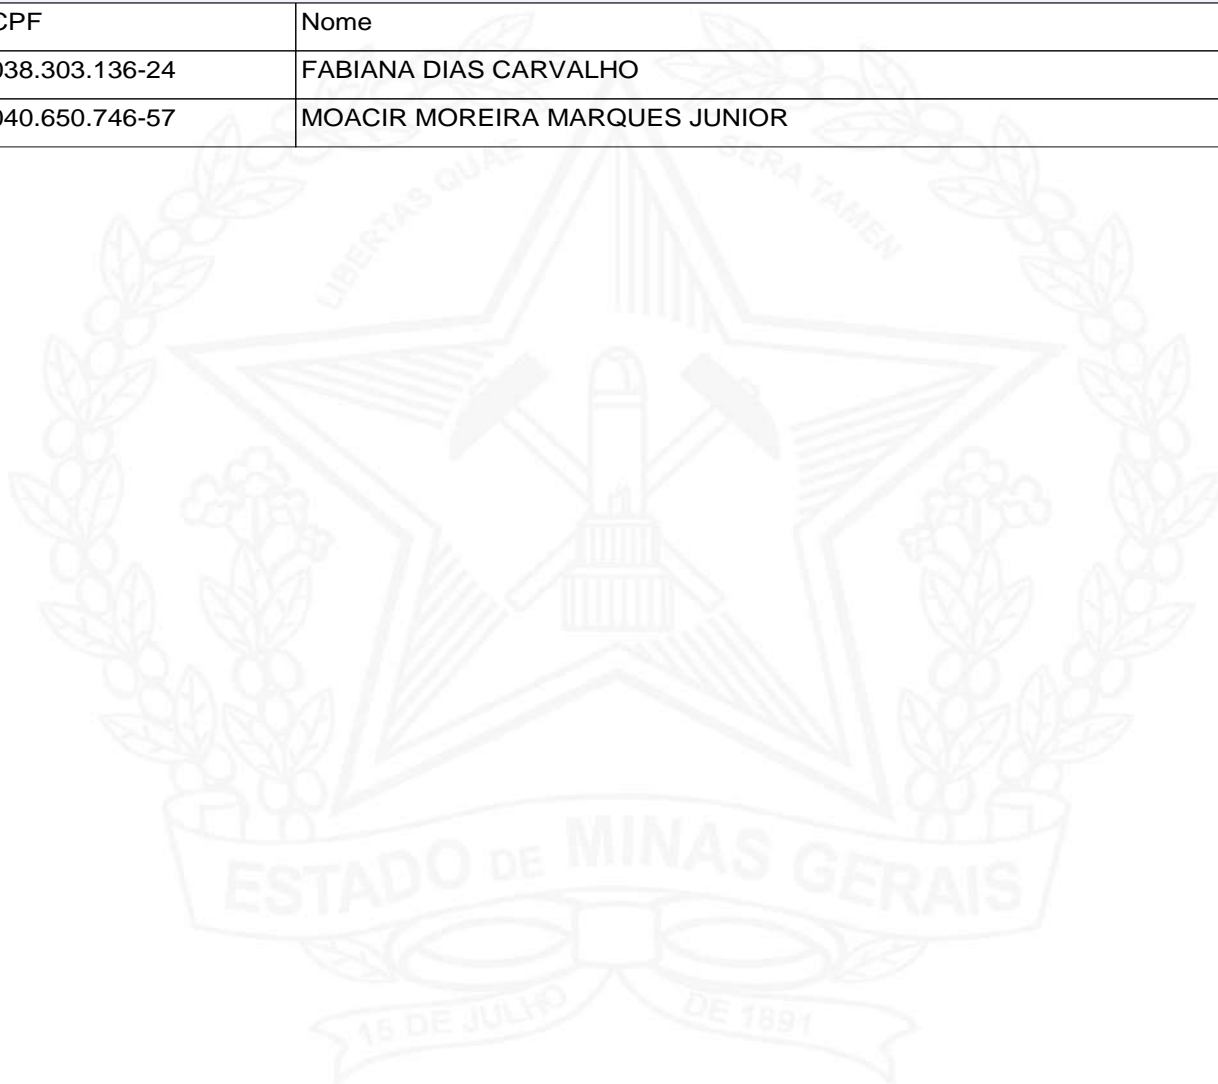 CPF Nome
038.303.136-24 FABIANA DIAS CARVALHO
040.650.746-57 MOACIR MOREIRA MARQUES JUNIOR
LIBERTAS QUAE SERA TAMEN
ESTADO DE MINAS GERAIS
15 DE JULHO DE 1891